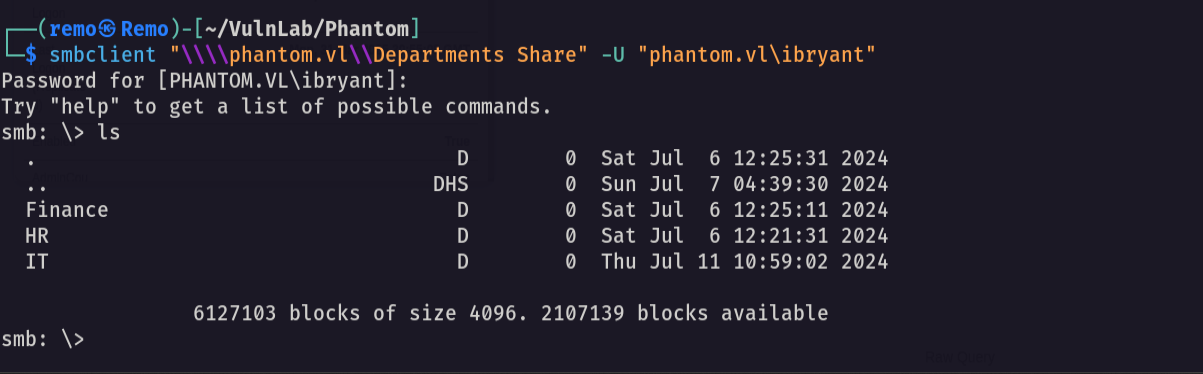 ┌──(remo㉿Remo)-[~/VulnLab/Phantom]
└─$ smbclient "\\\\phantom.vl\\Departments Share" -U "phantom.vl\ibryant"
Password for [PHANTOM.VL\ibryant]:
Try "help" to get a list of possible commands.
smb: \> ls
  .                                   D        0  Sat Jul  6 12:25:31 2024
  ..                                DHS        0  Sun Jul  7 04:39:30 2024
  Finance                             D        0  Sat Jul  6 12:25:11 2024
  HR                                  D        0  Sat Jul  6 12:21:31 2024
  IT                                  D        0  Thu Jul 11 10:59:02 2024
                6127103 blocks of size 4096. 2107139 blocks available
smb: \>